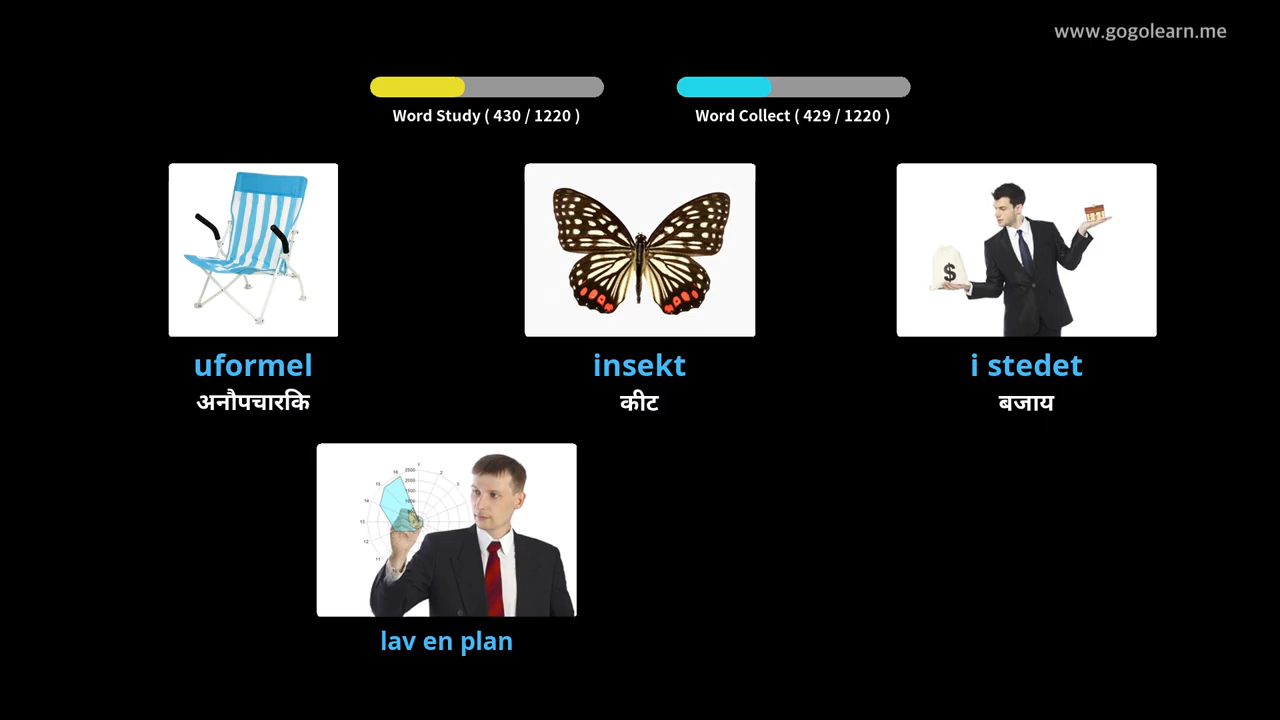 www.gogolearn.me
Word Study ( 430 / 1220 )
Word Collect ( 429 / 1220 )
uformel
अनौपचारिक
insekt
कीट
i stedet
बजाय
lav en plan